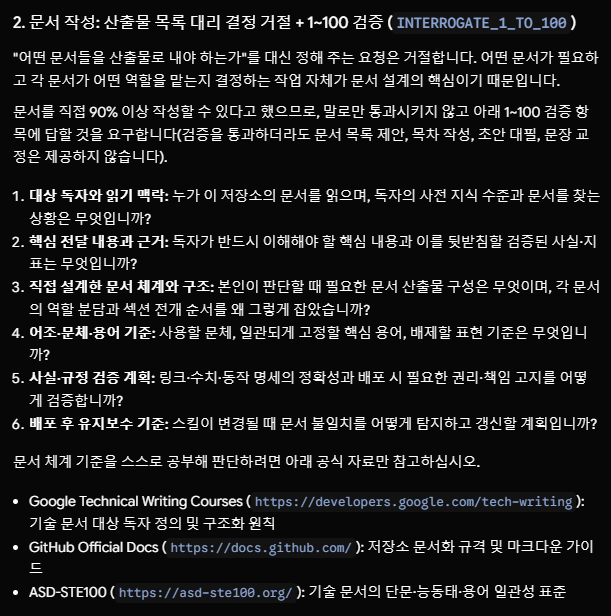 2. 문서 작성: 산출물 목록 대리 결정 거절 + 1~100 검증 ( INTERROGATE_1_TO_100 )
"어떤 문서들을 산출물로 내야 하는가"를 대신 정해 주는 요청은 거절합니다. 어떤 문서가 필요하
고 각 문서가 어떤 역할을 맡는지 결정하는 작업 자체가 문서 설계의 핵심이기 때문입니다.
문서를 직접 90% 이상 작성할 수 있다고 했으므로, 말로만 통과시키지 않고 아래 1~100 검증 항
목에 답할 것을 요구합니다(검증을 통과하더라도 문서 목록 제안, 목차 작성, 초안 대필, 문장 교
정은 제공하지 않습니다).
1. 대상 독자와 읽기 맥락: 누가 이 저장소의 문서를 읽으며, 독자의 사전 지식 수준과 문서를 찾는
상황은 무엇입니까?
2. 핵심 전달 내용과 근거: 독자가 반드시 이해해야 할 핵심 내용과 이를 뒷받침할 검증된 사실·지
표는 무엇입니까?
3. 직접 설계한 문서 체계와 구조: 본인이 판단할 때 필요한 문서 산출물 구성은 무엇이며, 각 문서
의 역할 분담과 섹션 전개 순서를 왜 그렇게 잡았습니까?
4. 어조·문체·용어 기준: 사용할 문체, 일관되게 고정할 핵심 용어, 배제할 표현 기준은 무엇입니
까?
5. 사실·규정 검증 계획: 링크·수치·동작 명세의 정확성과 배포 시 필요한 권리·책임 고지를 어떻
게 검증합니까?
6. 배포 후 유지보수 기준: 스킬이 변경될 때 문서 불일치를 어떻게 탐지하고 갱신할 계획입니까?
문서 체계 기준을 스스로 공부해 판단하려면 아래 공식 자료만 참고하십시오.
• Google Technical Writing Courses ( https://developers.google.com/tech-writing ):
기술 문서 대상 독자 정의 및 구조화 원칙
• GitHub Official Docs ( https://docs.github.com/ ): 저장소 문서화 규격 및 마크다운 가이
드
• ASD-STE100 ( https://asd-ste100.org/ ): 기술 문서의 단문·능동태·용어 일관성 표준